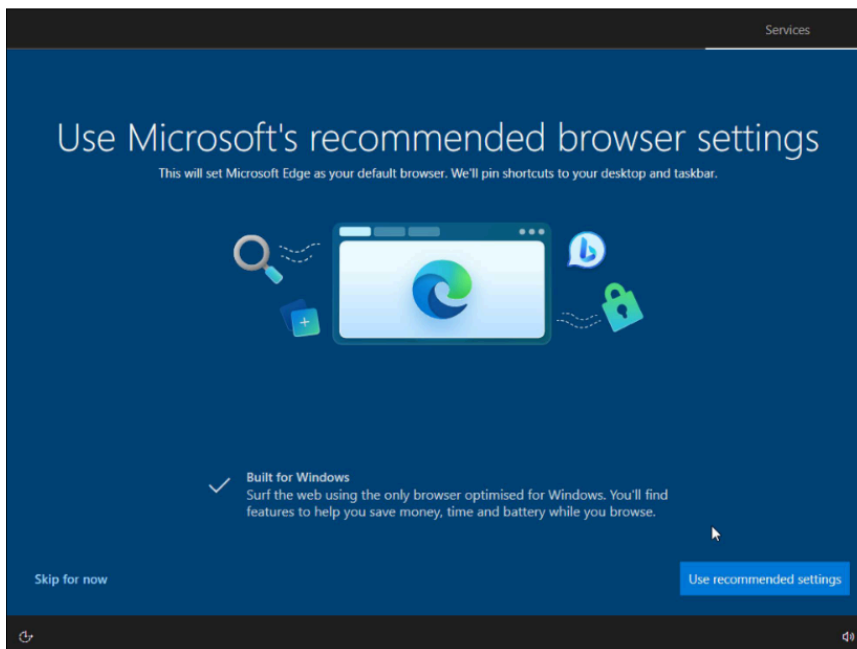 Services
Use Microsoft's recommended browser settings
This will set Microsoft Edge as your default browser. We'll pin shortcuts to your desktop and taskbar.
Built for Windows
Surf the web using the only browser optimised for Windows. You'll find
features to help you save money, time and battery while you browse.
Skip for now
Use recommended settings